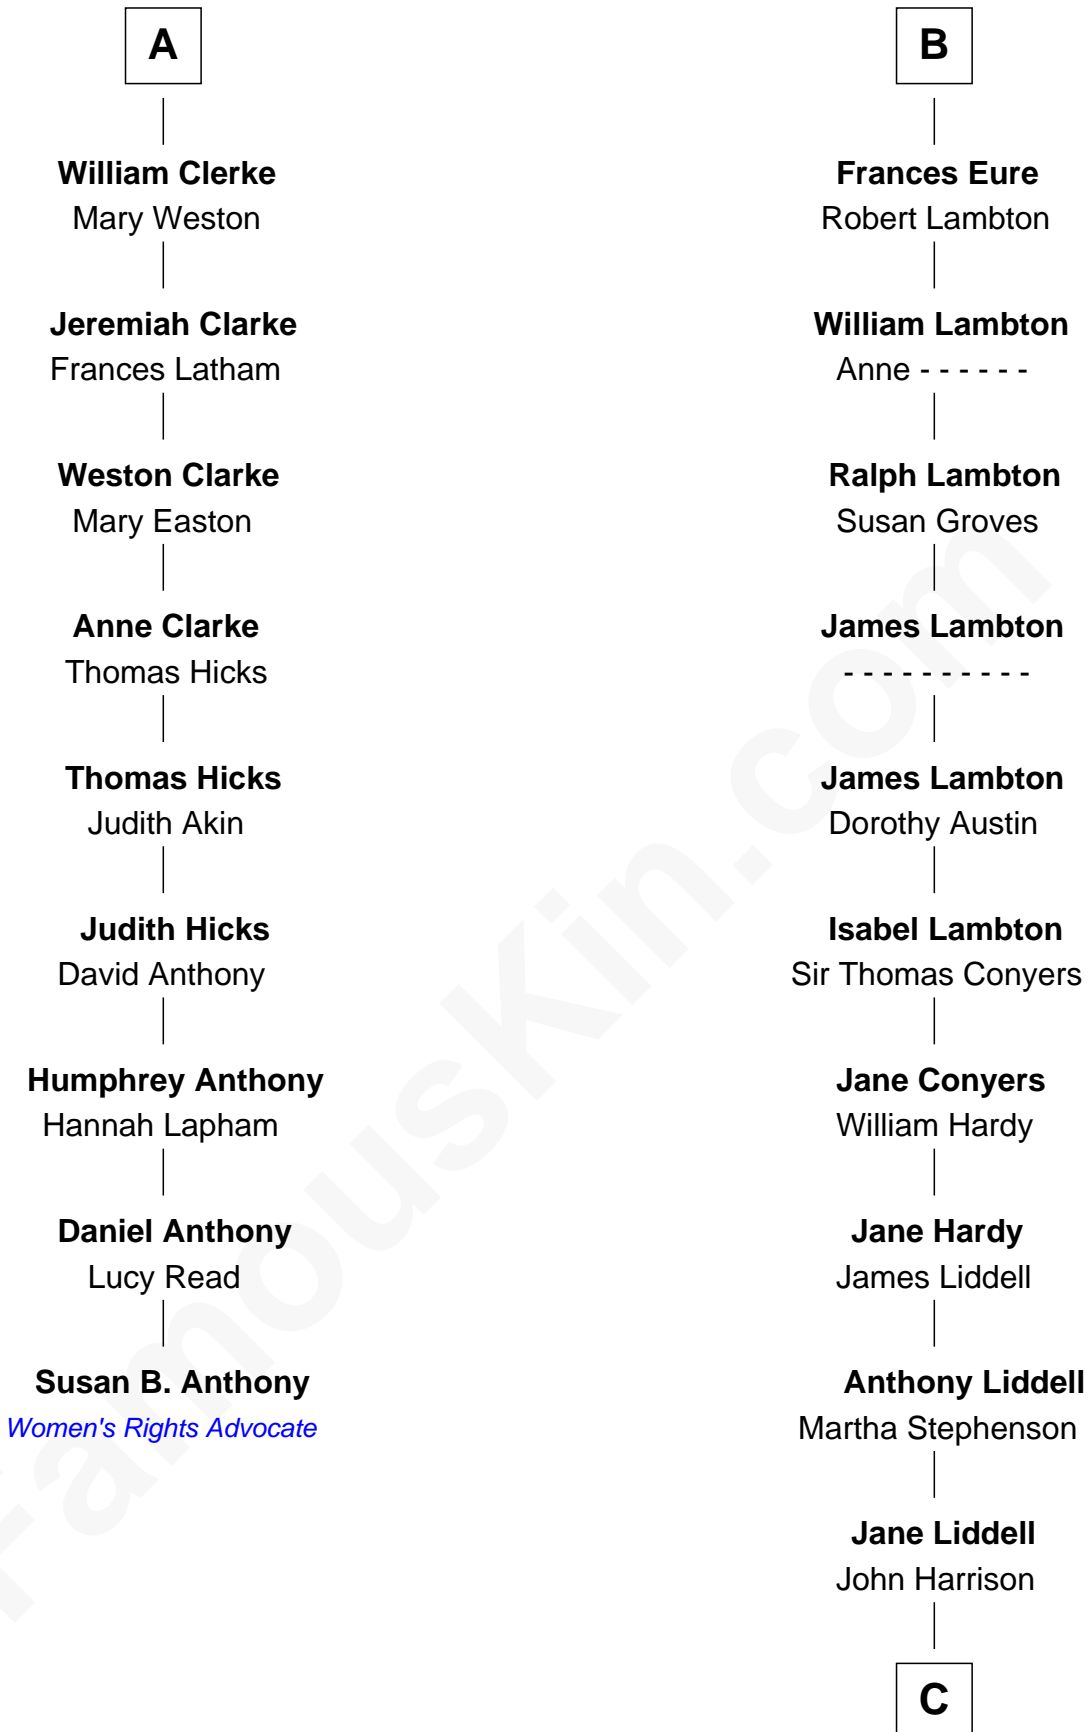 A
William Clerke
Mary Weston
Jeremiah Clarke
Frances Latham
Weston Clarke
Mary Easton
Anne Clarke
Thomas Hicks
Thomas Hicks
Judith Akin
Judith Hicks
David Anthony
Humphrey Anthony
Hannah Lapham
Daniel Anthony
Lucy Read
Susan B. Anthony
Women's Rights Advocate
B
Frances Eure
Robert Lambton
William Lambton
Anne - - - - - -
Ralph Lambton
Susan Groves
James Lambton
- - - - - - - - - -
James Lambton
Dorothy Austin
Isabel Lambton
Sir Thomas Conyers
Jane Conyers
William Hardy
Jane Hardy
James Liddell
Anthony Liddell
Martha Stephenson
Jane Liddell
John Harrison
C
FamousKin.com